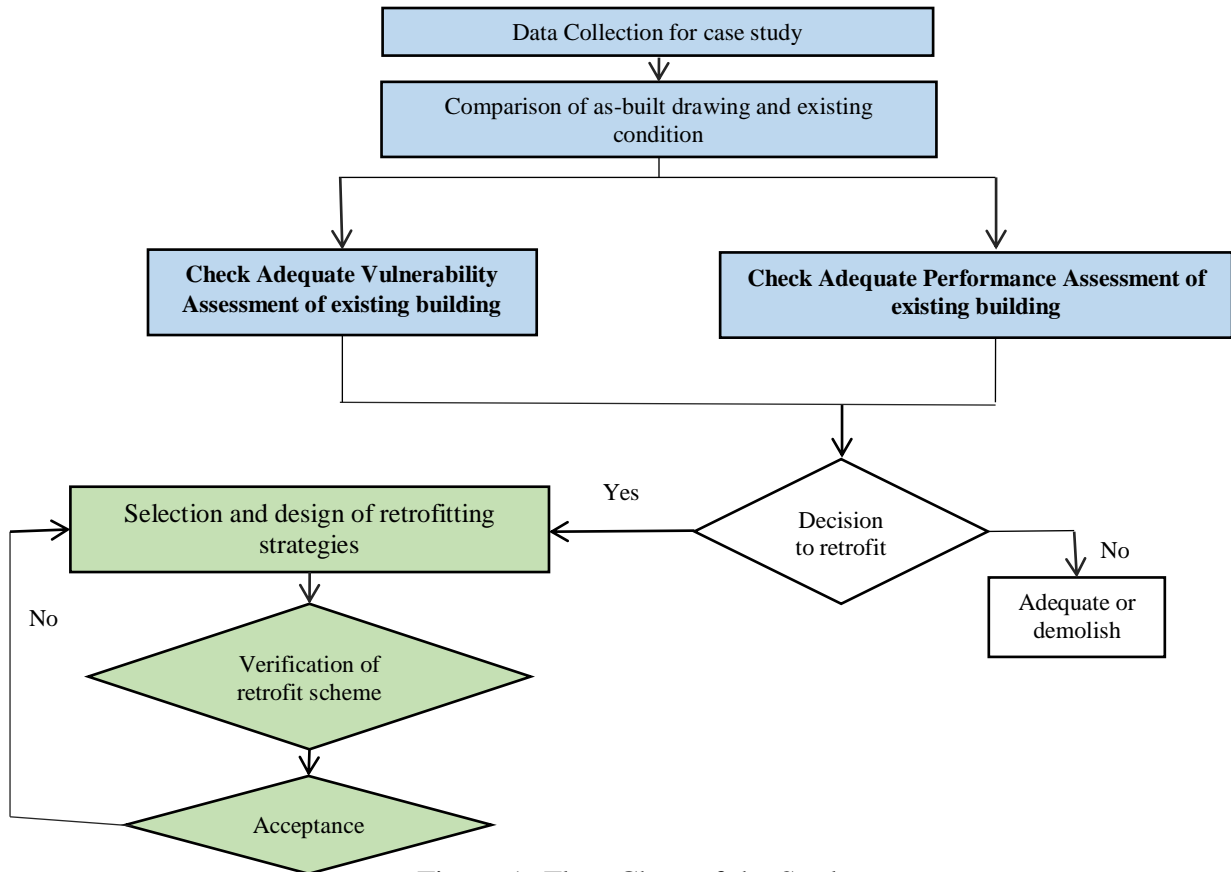 Data Collection for case study
Comparison of as-built drawing and existing
condition
Check Adequate Vulnerability
Assessment of existing building
Check Adequate Performance Assessment of
existing building
Yes
Selection and design of retrofitting
strategies
Decision
to retrofit
No
Adequate or
demolish
No
Verification of
retrofit scheme
Acceptance